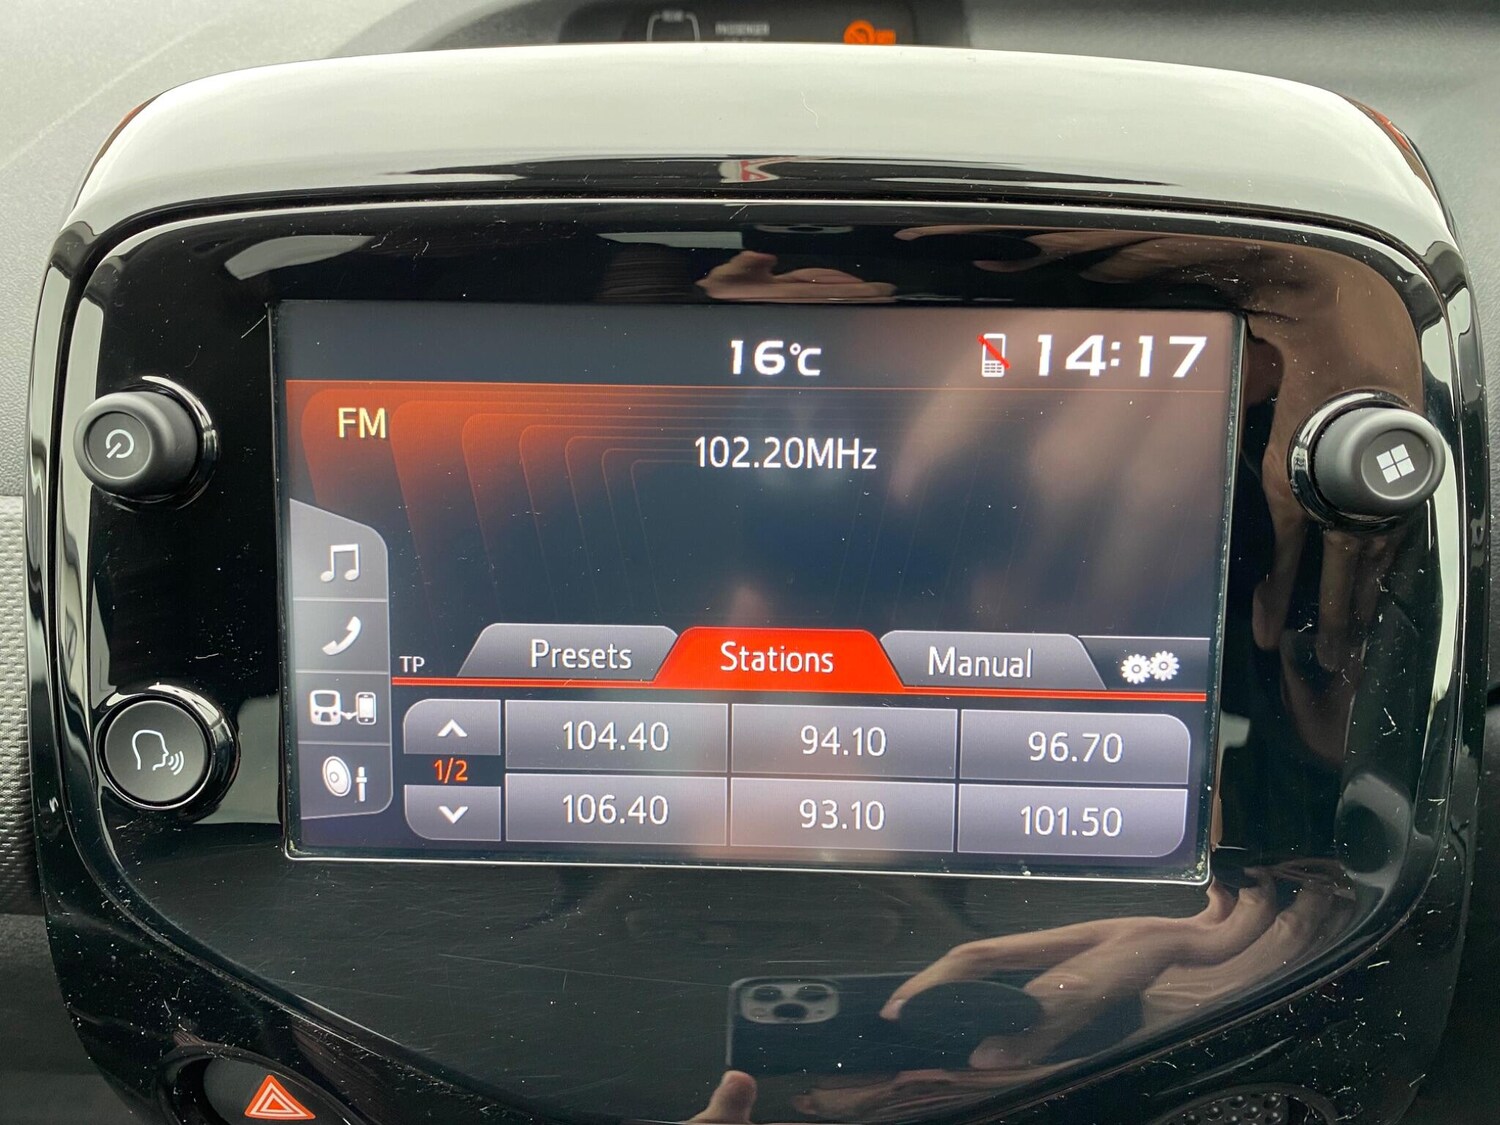 16°C
14:17
FM
102.20MHz
TP
Presets
Stations
Manual
104.40
94.10
96.70
1/2
106.40
93.10
101.50